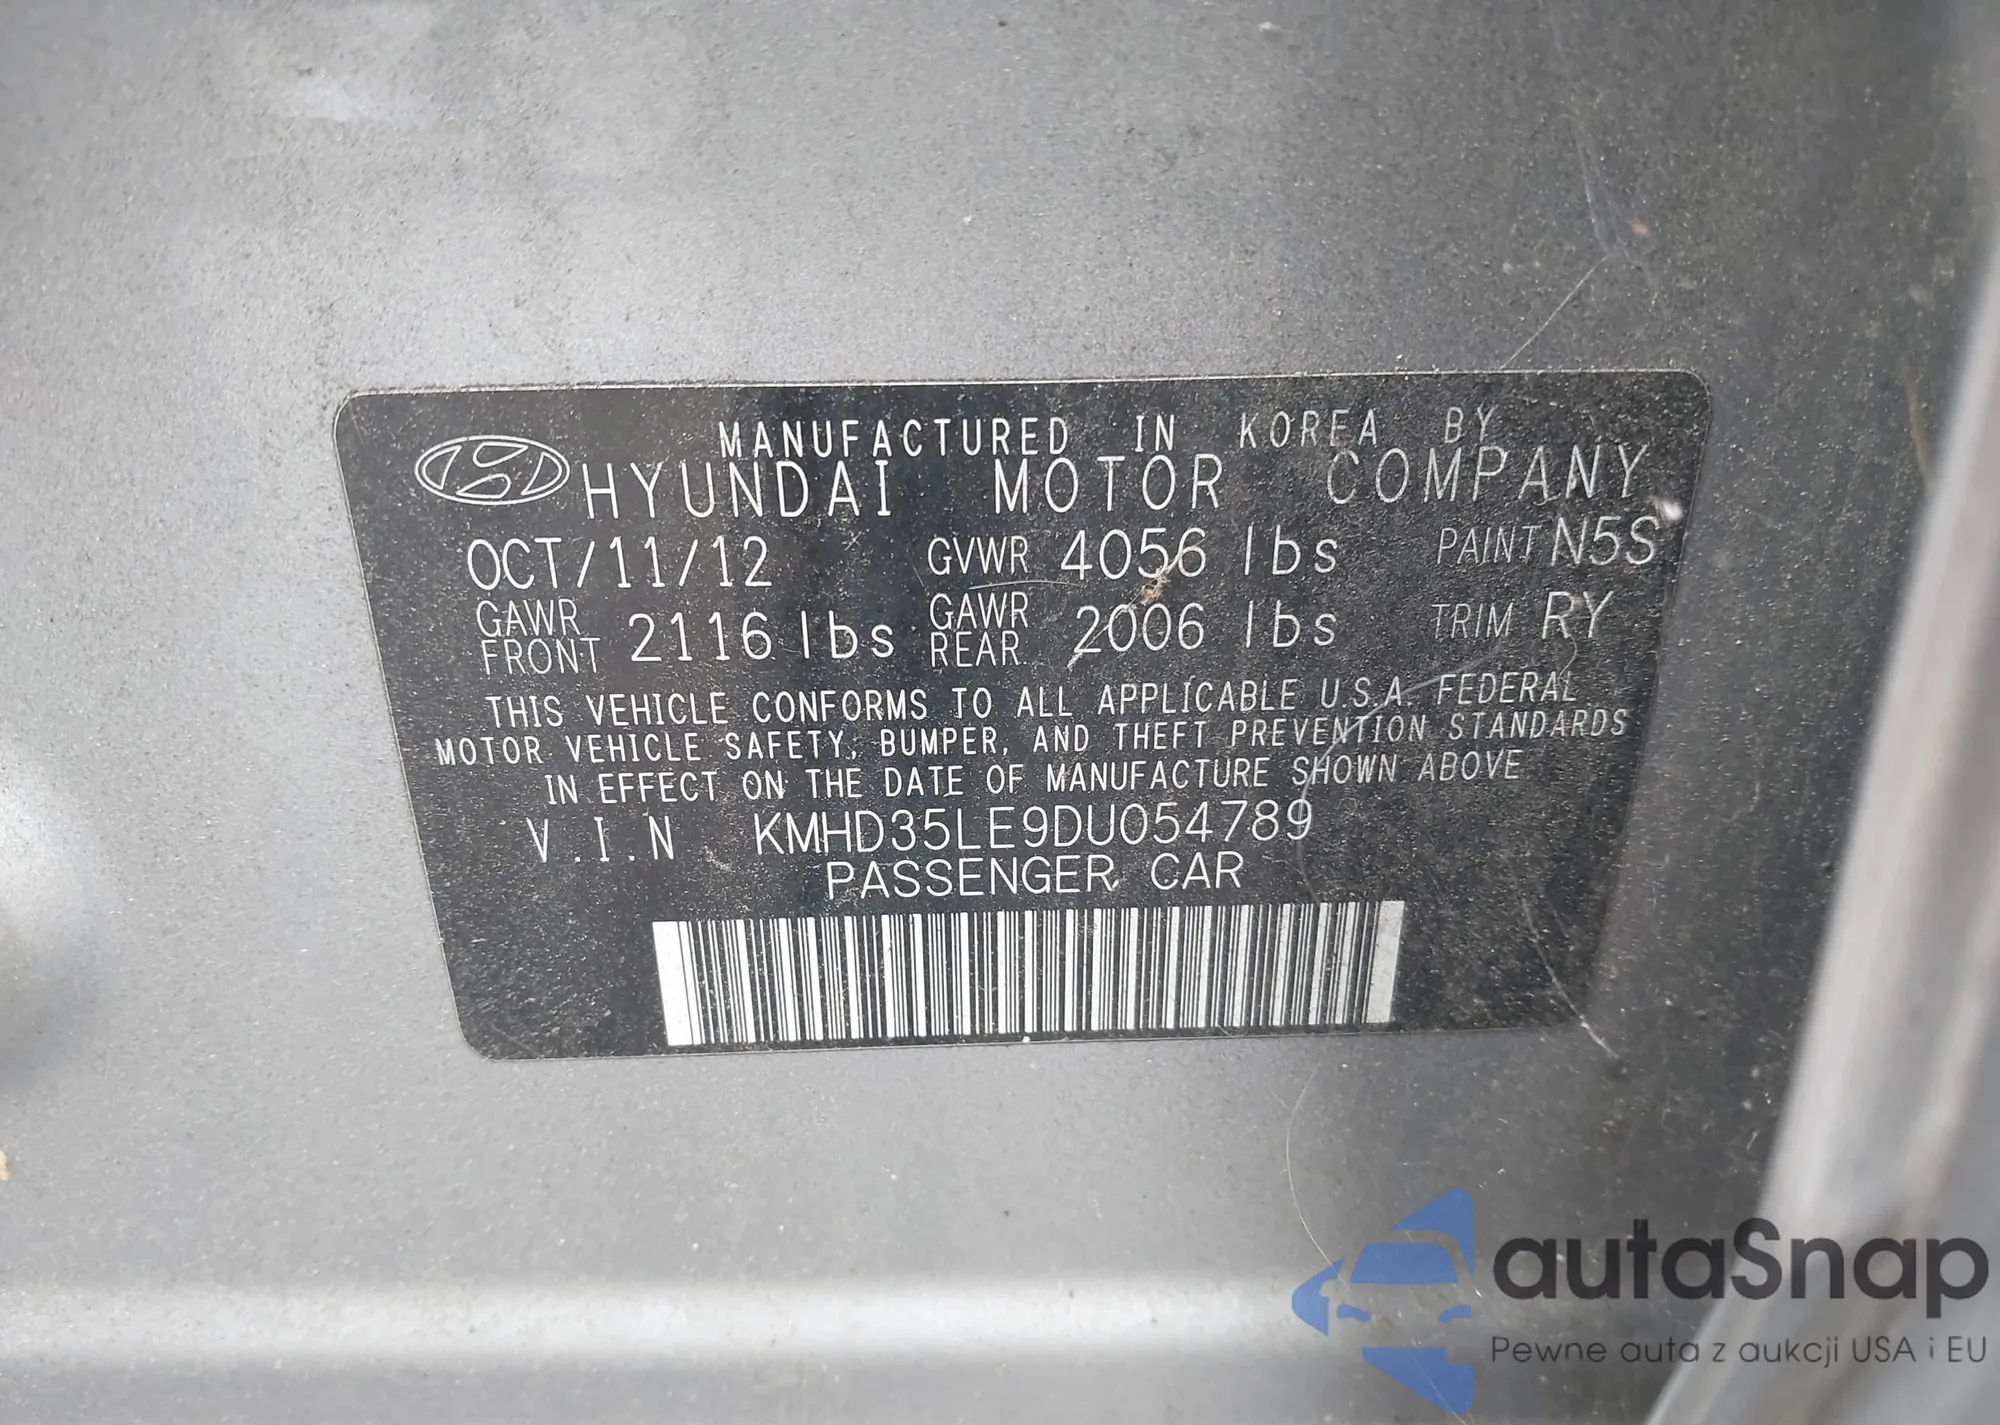 MANUFACTURED IN KOREA BY
HYUNDAI MOTOR COMPANY
OCT/11/12 GVWR 4056 lbs PAINT N5S
GAWR FRONT 2116 lbs GAWR REAR 2006 lbs TRIM RY
THIS VEHICLE CONFORMS TO ALL APPLICABLE U.S.A. FEDERAL
MOTOR VEHICLE SAFETY, BUMPER, AND THEFT PREVENTION STANDARDS
IN EFFECT ON THE DATE OF MANUFACTURE SHOWN ABOVE
V.I.N KMHD35LE9DU054789
PASSENGER CAR
autaSnap
Pewne auta z aukcji USA i EU